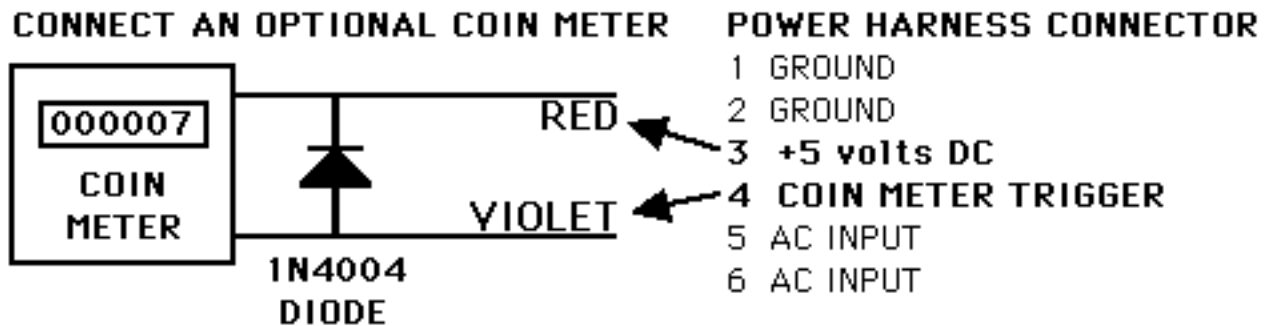 CONNECT AN OPTIONAL COIN METER
000007
COIN
METER
1N4004
DIODE
RED
VIOLET
POWER HARNESS CONNECTOR
1 GROUND
2 GROUND
3 +5 volts DC
4 COIN METER TRIGGER
5 AC INPUT
6 AC INPUT